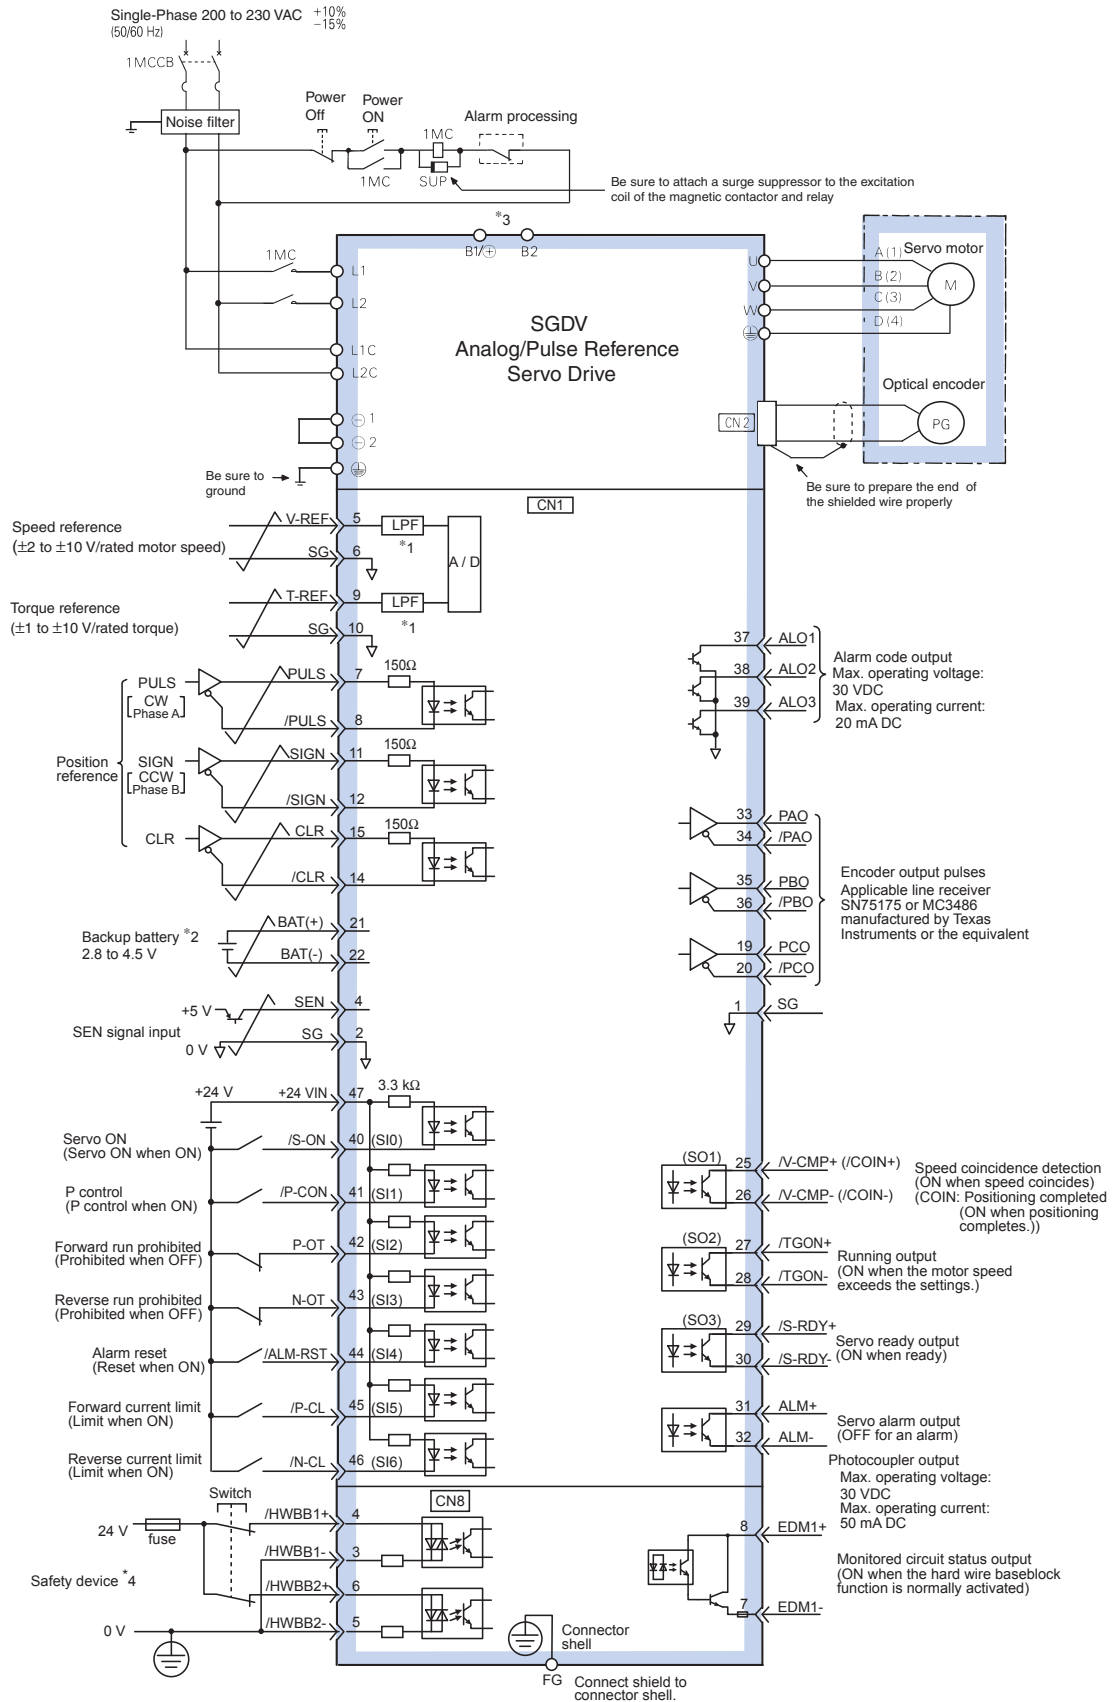 Single-Phase 200 to 230 VAC +10% −15%
(50/60 Hz)
1MCCB
Noise filter
Power Off
Power ON
1MC
Alarm processing
1MC
SUP
Be sure to attach a surge suppressor to the excitation
coil of the magnetic contactor and relay
*3
B1/⊕ B2
1MC
L1
L2
L1C
L2C
⊖ 1
⊖ 2
Be sure to
ground
SGDV
Analog/Pulse Reference
Servo Drive
U
V
W
A (1)
B (2)
C (3)
D (4)
Servo motor
M
Optical encoder
PG
CN 2
Be sure to prepare the end of
the shielded wire properly
CN1
Speed reference
(±2 to ±10 V/rated motor speed)
V-REF 5 LPF
*1
SG 6
A / D
Torque reference
(±1 to ±10 V/rated torque)
T-REF 9 LPF
*1
SG 10
Position
reference
PULS
[CW
Phase A]
PULS 7 150Ω
/PULS 8
SIGN
[CCW
Phase B]
SIGN 11 150Ω
/SIGN 12
CLR
CLR 15 150Ω
/CLR 14
Backup battery *2
2.8 to 4.5 V
BAT(+) 21
BAT(-) 22
SEN signal input
+5 V
0 V
SEN 4
SG 2
+24 V
+24 VIN 47 3.3 kΩ
Servo ON
(Servo ON when ON)
/S-ON 40 (SI0)
P control
(P control when ON)
/P-CON 41 (SI1)
Forward run prohibited
(Prohibited when OFF)
P-OT 42 (SI2)
Reverse run prohibited
(Prohibited when OFF)
N-OT 43 (SI3)
Alarm reset
(Reset when ON)
/ALM-RST 44 (SI4)
Forward current limit
(Limit when ON)
/P-CL 45 (SI5)
Reverse current limit
(Limit when ON)
/N-CL 46 (SI6)
37 ALO1
38 ALO2
39 ALO3
Alarm code output
Max. operating voltage:
30 VDC
Max. operating current:
20 mA DC
33 PAO
34 /PAO
35 PBO
36 /PBO
19 PCO
20 /PCO
Encoder output pulses
Applicable line receiver
SN75175 or MC3486
manufactured by Texas
Instruments or the equivalent
1 SG
(SO1) 25 /V-CMP+ (/COIN+)
26 /V-CMP- (/COIN-)
Speed coincidence detection
(ON when speed coincides)
(COIN: Positioning completed
(ON when positioning
completes.))
(SO2) 27 /TGON+
28 /TGON-
Running output
(ON when the motor speed
exceeds the settings.)
(SO3) 29 /S-RDY+
30 /S-RDY-
Servo ready output
(ON when ready)
31 ALM+
32 ALM-
Servo alarm output
(OFF for an alarm)
Photocoupler output
Max. operating voltage:
30 VDC
Max. operating current:
50 mA DC
CN8
Switch
24 V
fuse
Safety device *4
0 V
/HWBB1+ 4
/HWBB1- 3
/HWBB2+ 6
/HWBB2- 5
8 EDM1+
7 EDM1-
Monitored circuit status output
(ON when the hard wire baseblock
function is normally activated)
Connector
shell
FG
Connect shield to
connector shell.